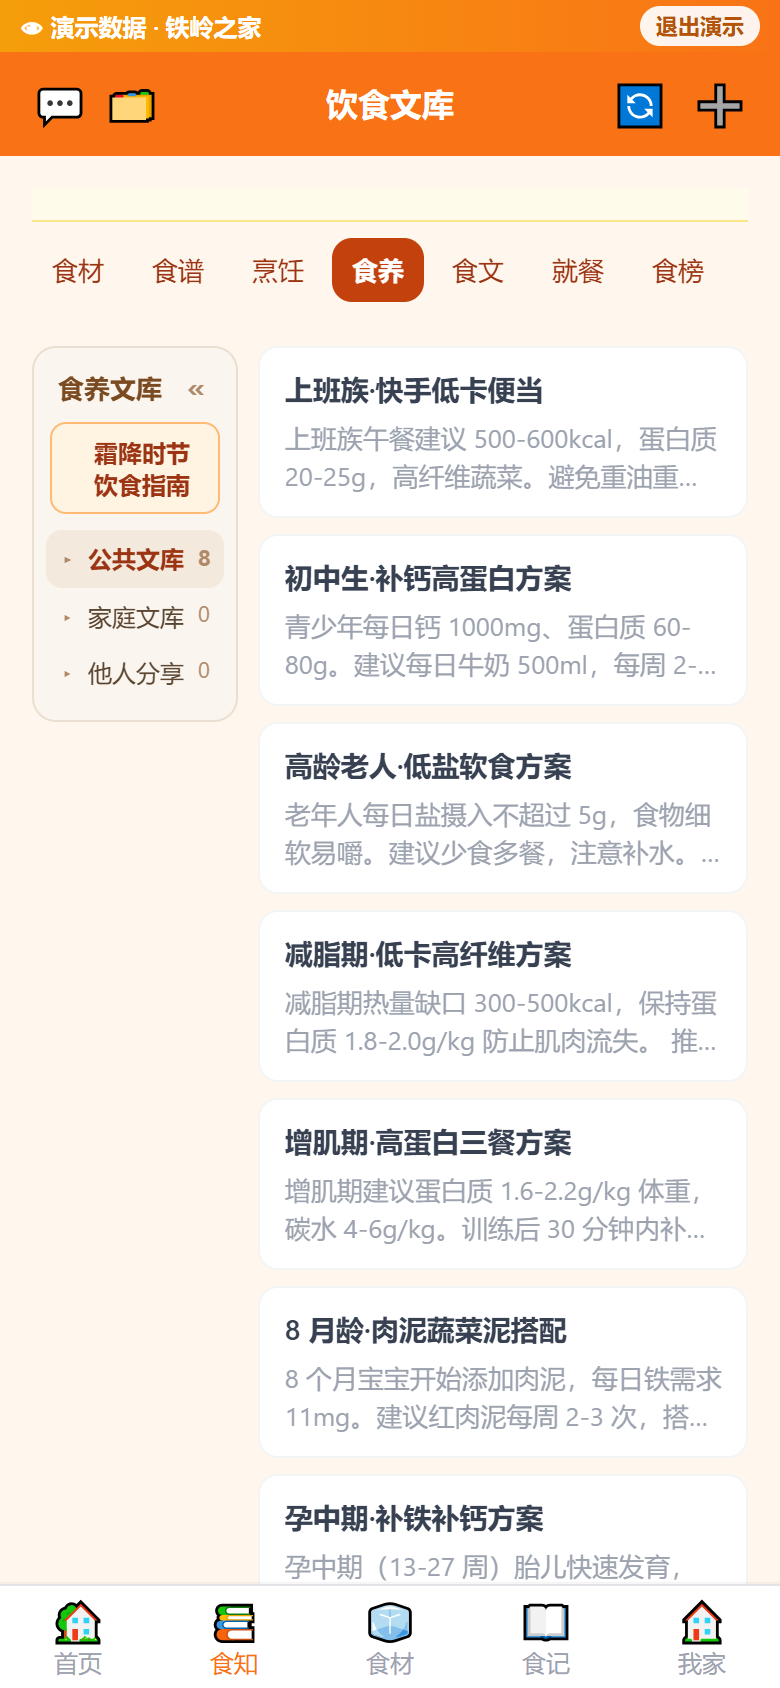 演示数据 · 铁岭之家
退出演示
饮食文库
食材 食谱 烹饪 食养 食文 就餐 食榜
食养文库 «
霜降时节
饮食指南
公共文库 8
家庭文库 0
他人分享 0
上班族·快手低卡便当
上班族午餐建议 500-600kcal，蛋白质
20-25g，高纤维蔬菜。避免重油重...
初中生·补钙高蛋白方案
青少年每日钙 1000mg、蛋白质 60-
80g。建议每日牛奶 500ml，每周 2-...
高龄老人·低盐软食方案
老年人每日盐摄入不超过 5g，食物细
软易嚼。建议少食多餐，注意补水。...
减脂期·低卡高纤维方案
减脂期热量缺口 300-500kcal，保持蛋
白质 1.8-2.0g/kg 防止肌肉流失。 推...
增肌期·高蛋白三餐方案
增肌期建议蛋白质 1.6-2.2g/kg 体重，
碳水 4-6g/kg。训练后 30 分钟内补...
8 月龄·肉泥蔬菜泥搭配
8 个月宝宝开始添加肉泥，每日铁需求
11mg。建议红肉泥每周 2-3 次，搭...
孕中期·补铁补钙方案
孕中期（13-27 周）胎儿快速发育，
首页 食知 食材 食记 我家